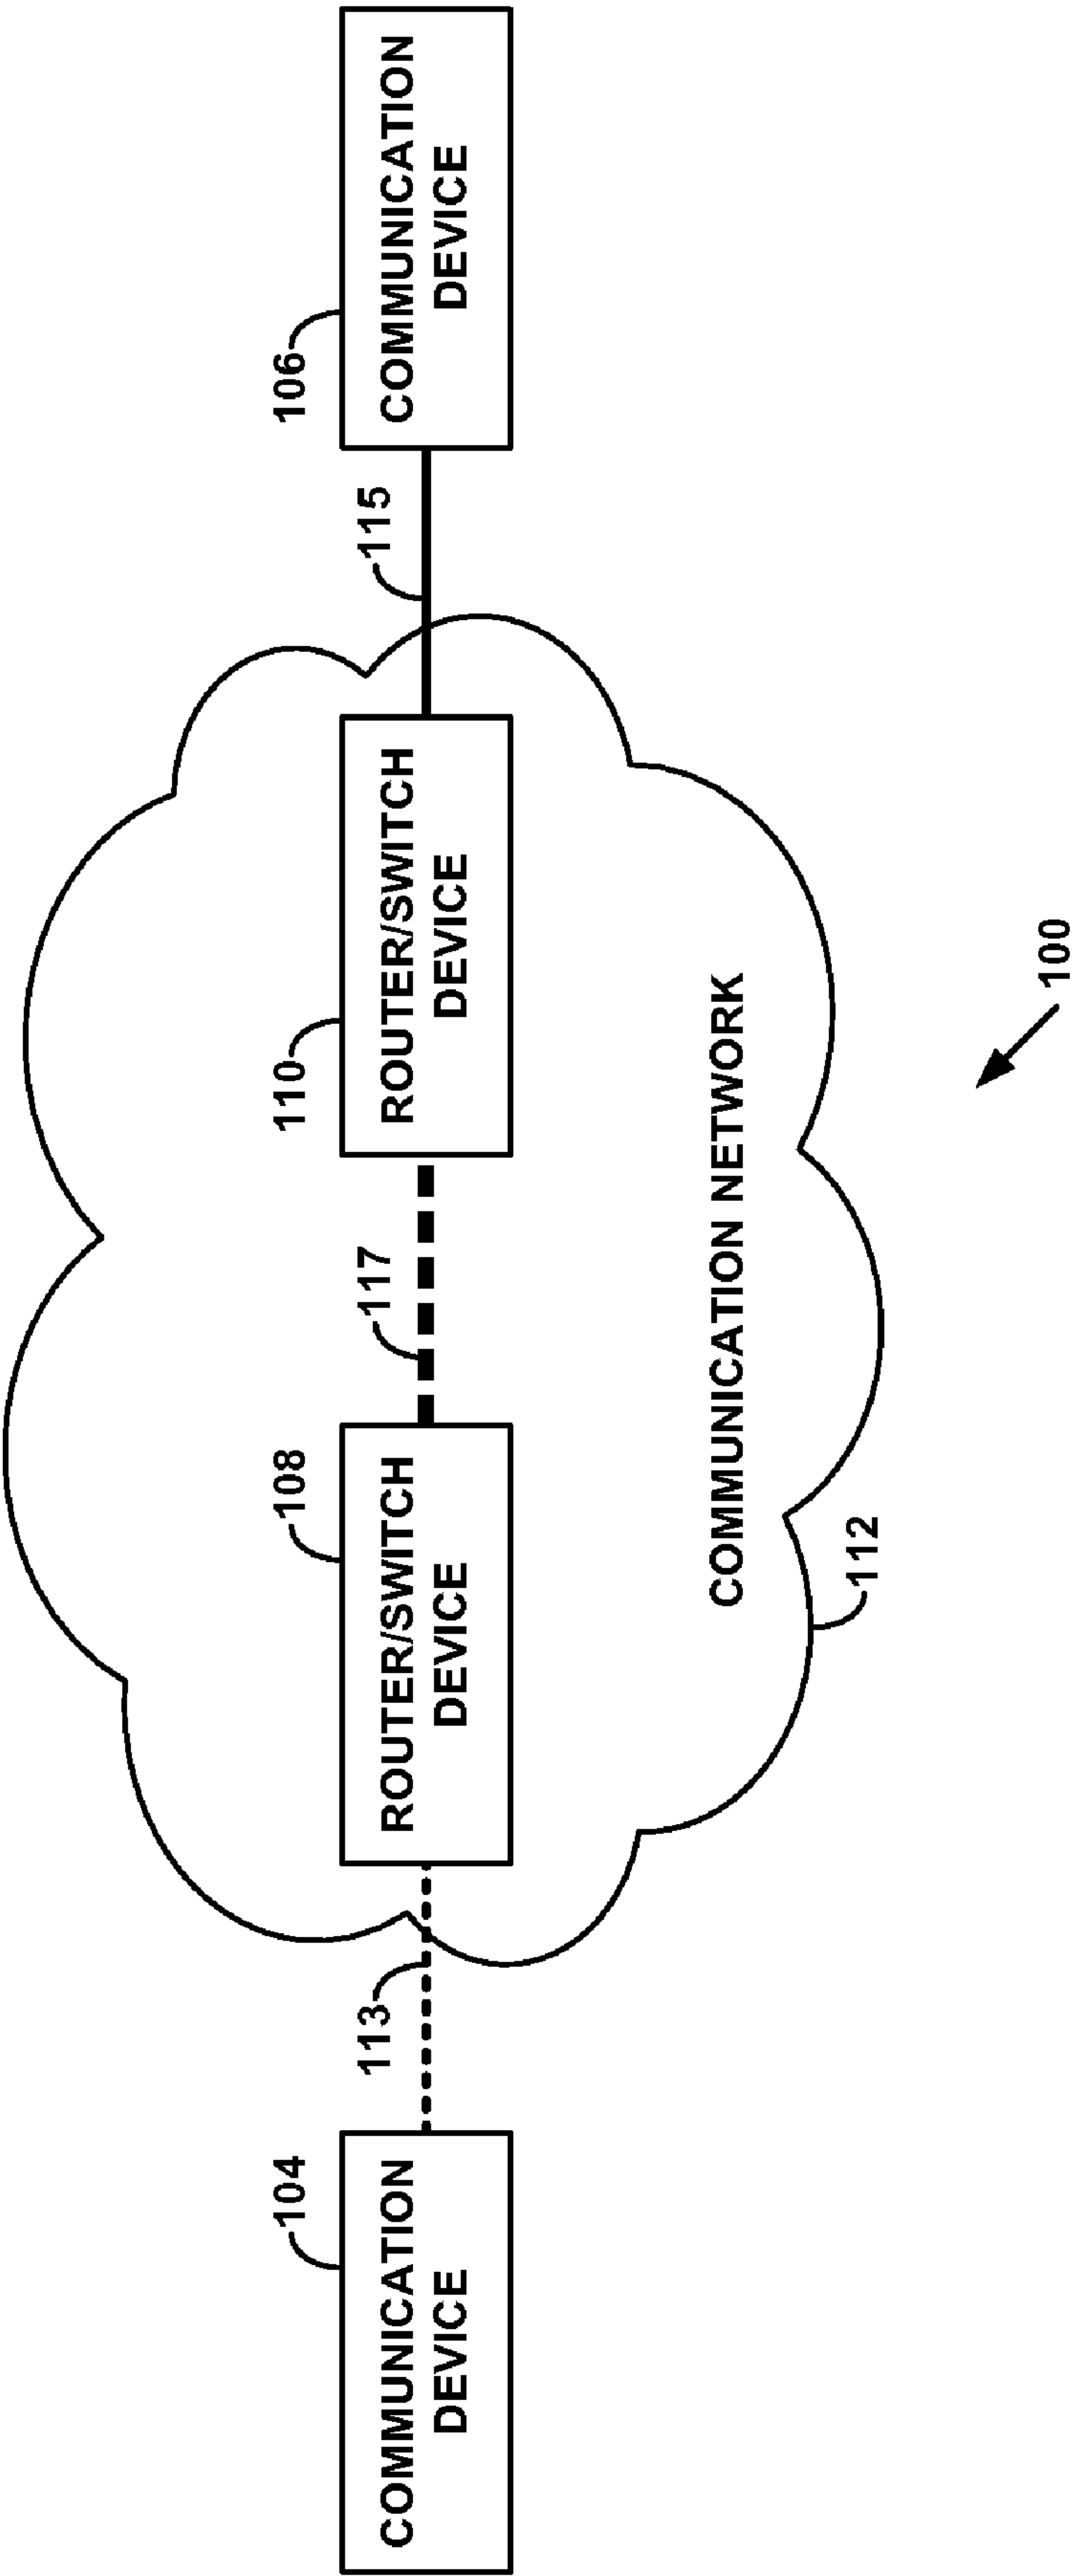 104
COMMUNICATION
DEVICE
113
108
ROUTER/SWITCH
DEVICE
117
110
ROUTER/SWITCH
DEVICE
115
106
COMMUNICATION
DEVICE
COMMUNICATION NETWORK
112
100